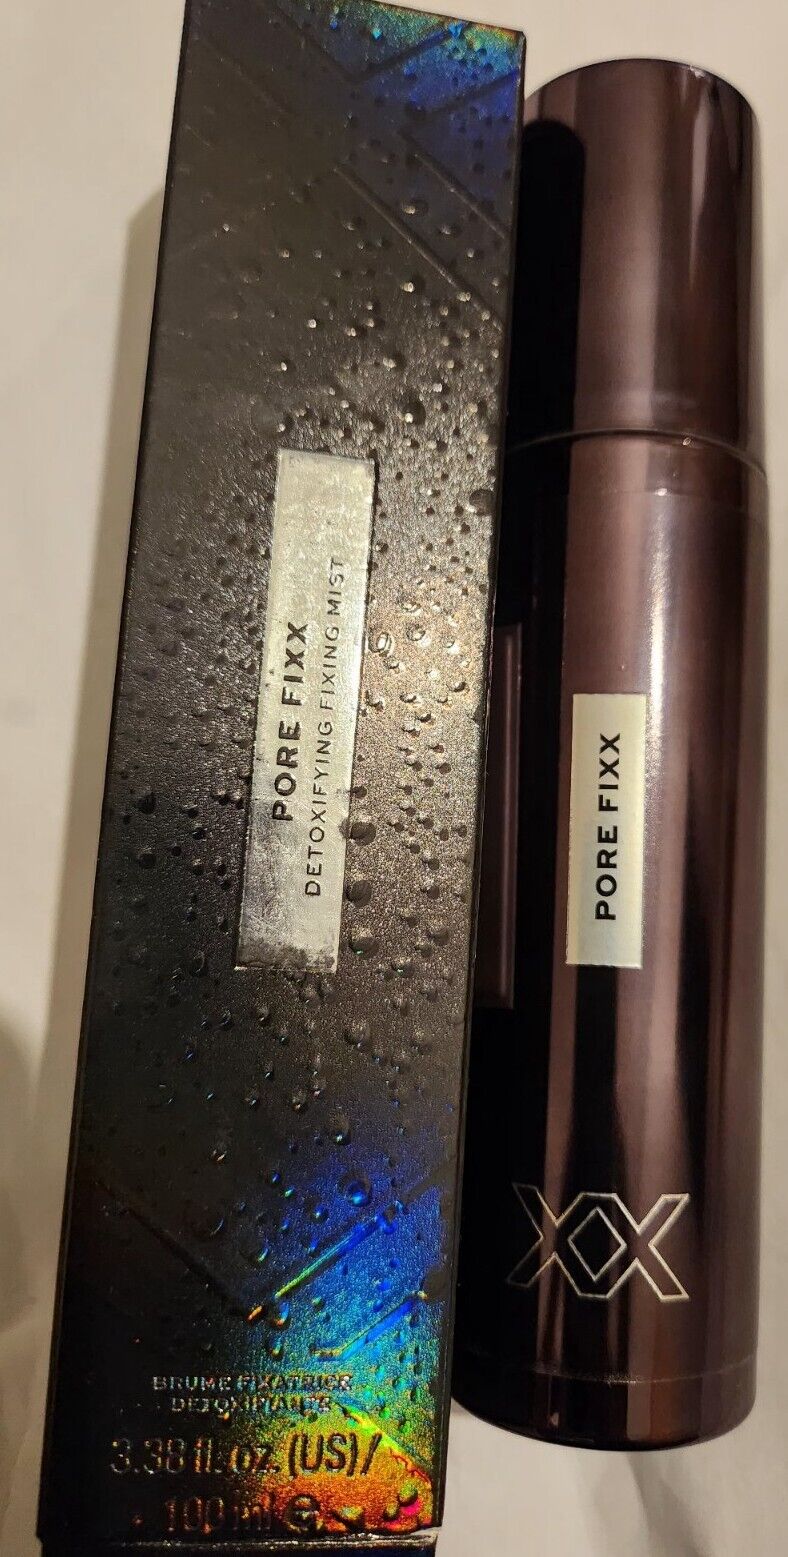 PORE FIXX
DETOXIFYING FIXING MIST
BRUME FIXATRICE
DETOXIFIANTE
3.38 fl. oz. (US) /
100 ml ℮
PORE FIXX
XX